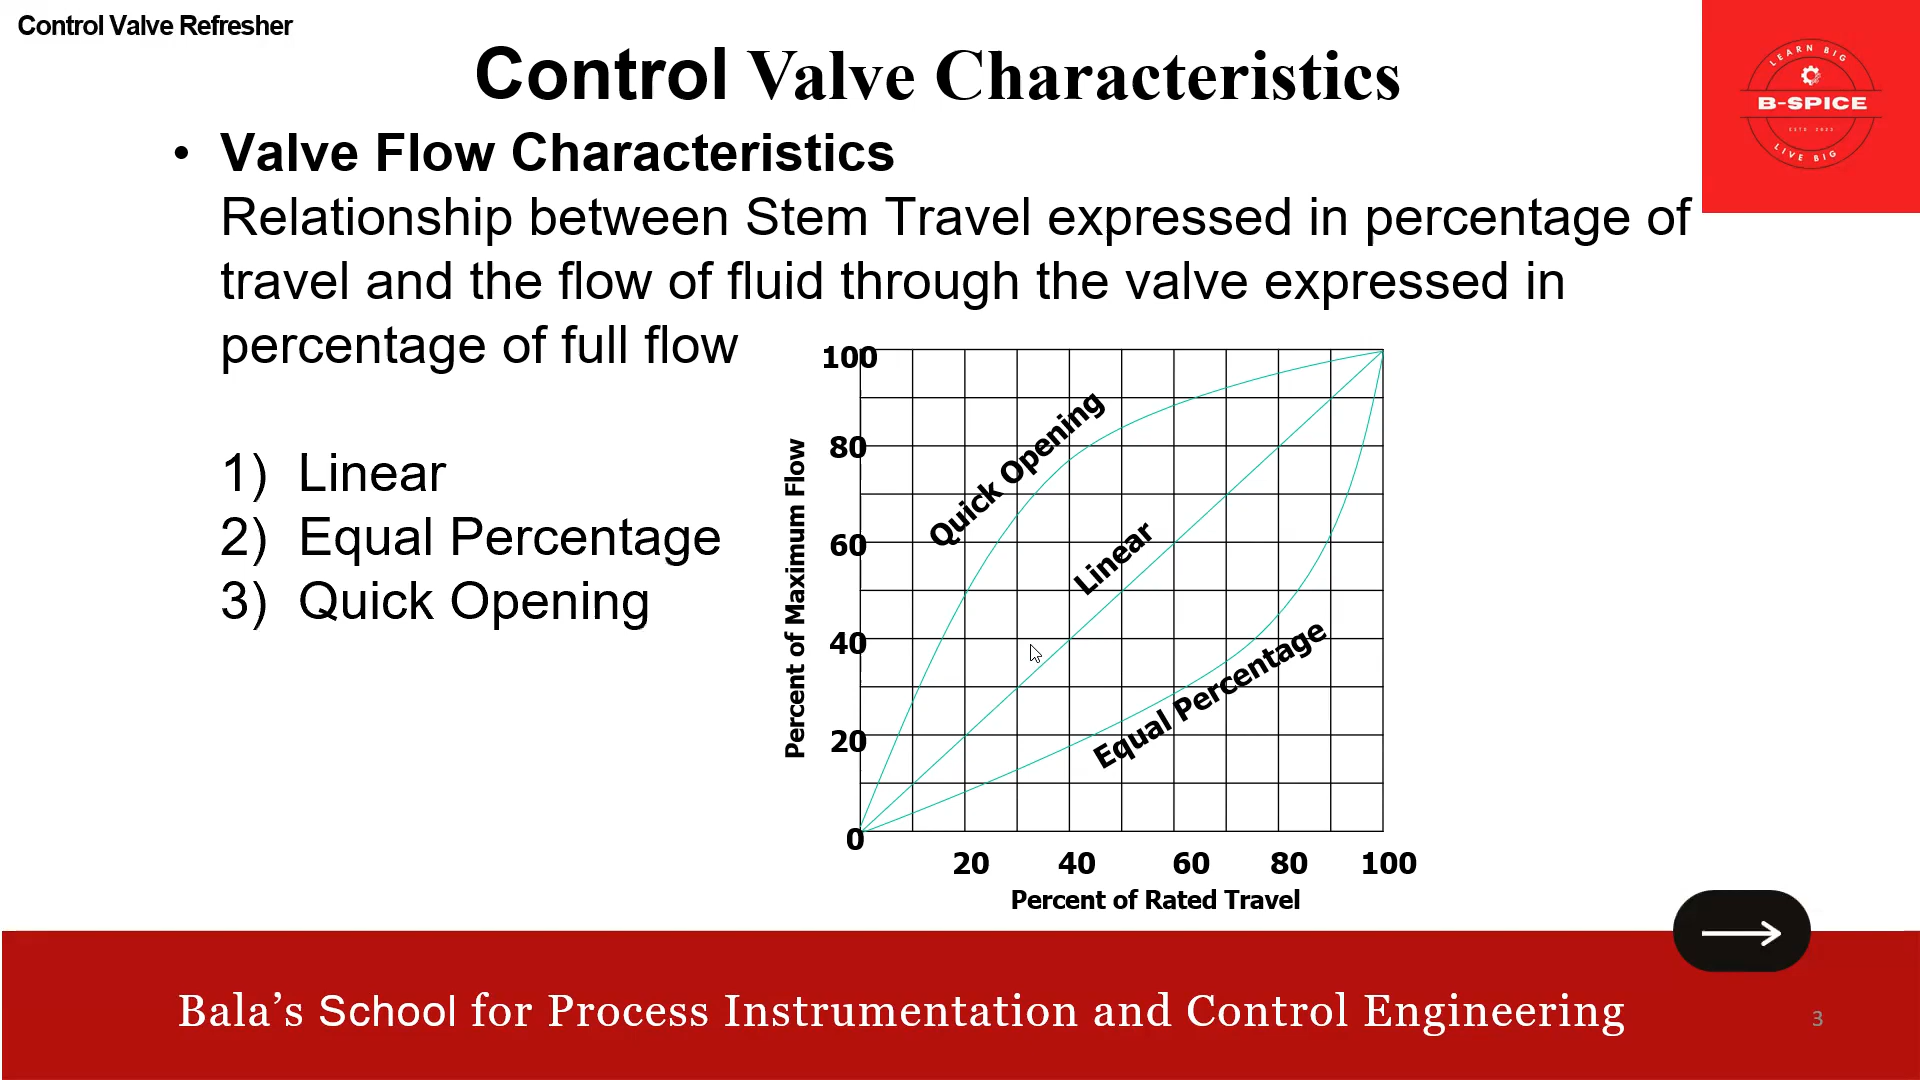 Control Valve Refresher
Control Valve Characteristics
LEARN BIG
B-SPICE
ESTD 2023
LIVE BIG
• Valve Flow Characteristics
Relationship between Stem Travel expressed in percentage of
travel and the flow of fluid through the valve expressed in
percentage of full flow
1) Linear
2) Equal Percentage
3) Quick Opening
Percent of Maximum Flow
100
80
60
40
20
0
Quick Opening
Linear
Equal Percentage
20 40 60 80 100
Percent of Rated Travel
Bala’s School for Process Instrumentation and Control Engineering
3